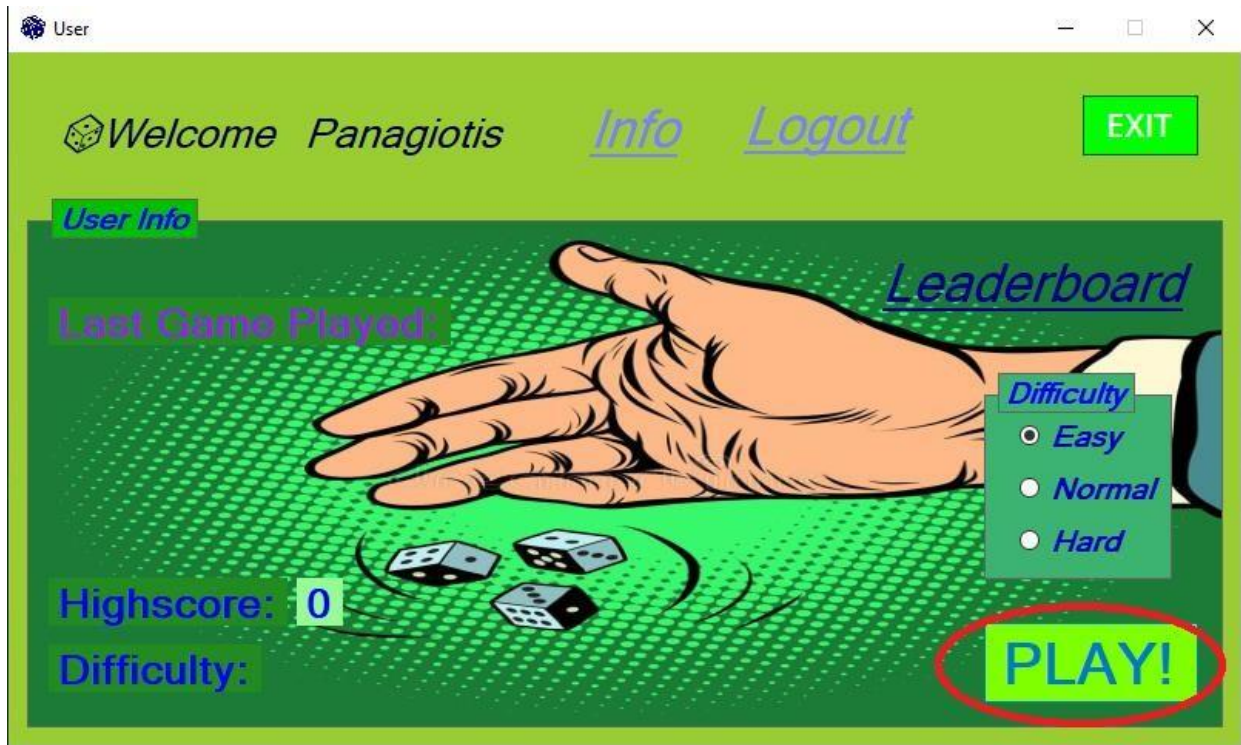 User
Welcome Panagiotis
Info
Logout
EXIT
User Info
Leaderboard
Last Game Played:
Difficulty
Easy
Normal
Hard
Highscore: 0
Difficulty:
PLAY!